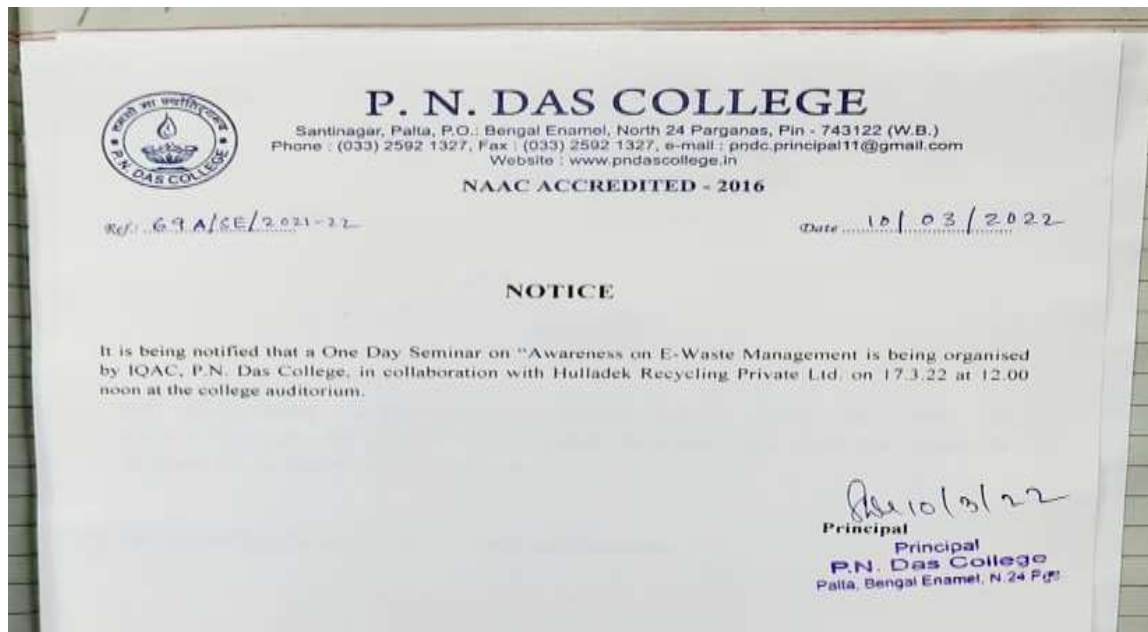 तमसो मा ज्योतिर्गमय
P.N. DAS COLLEGE
P. N. DAS COLLEGE
Santinagar, Palta, P.O.: Bengal Enamel, North 24 Parganas, Pin - 743122 (W.B.)
Phone : (033) 2592 1327, Fax : (033) 2592 1327, e-mail : pndc.principal11@gmail.com
Website : www.pndascollege.in
NAAC ACCREDITED - 2016
Ref.: 69A/SE/2021-22 Date 10/03/2022
NOTICE
It is being notified that a One Day Seminar on "Awareness on E-Waste Management is being organised
by IQAC, P.N. Das College, in collaboration with Hulladek Recycling Private Ltd. on 17.3.22 at 12.00
noon at the college auditorium.
10/3/22
Principal
Principal
P.N. Das College
Palta, Bengal Enamel, N.24 Pgs